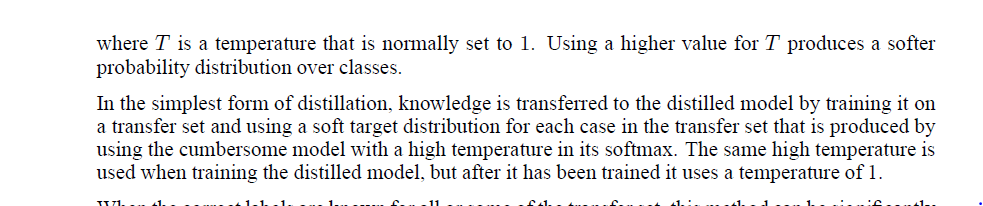 where T is a temperature that is normally set to 1. Using a higher value for T produces a softer
probability distribution over classes.
In the simplest form of distillation, knowledge is transferred to the distilled model by training it on
a transfer set and using a soft target distribution for each case in the transfer set that is produced by
using the cumbersome model with a high temperature in its softmax. The same high temperature is
used when training the distilled model, but after it has been trained it uses a temperature of 1.